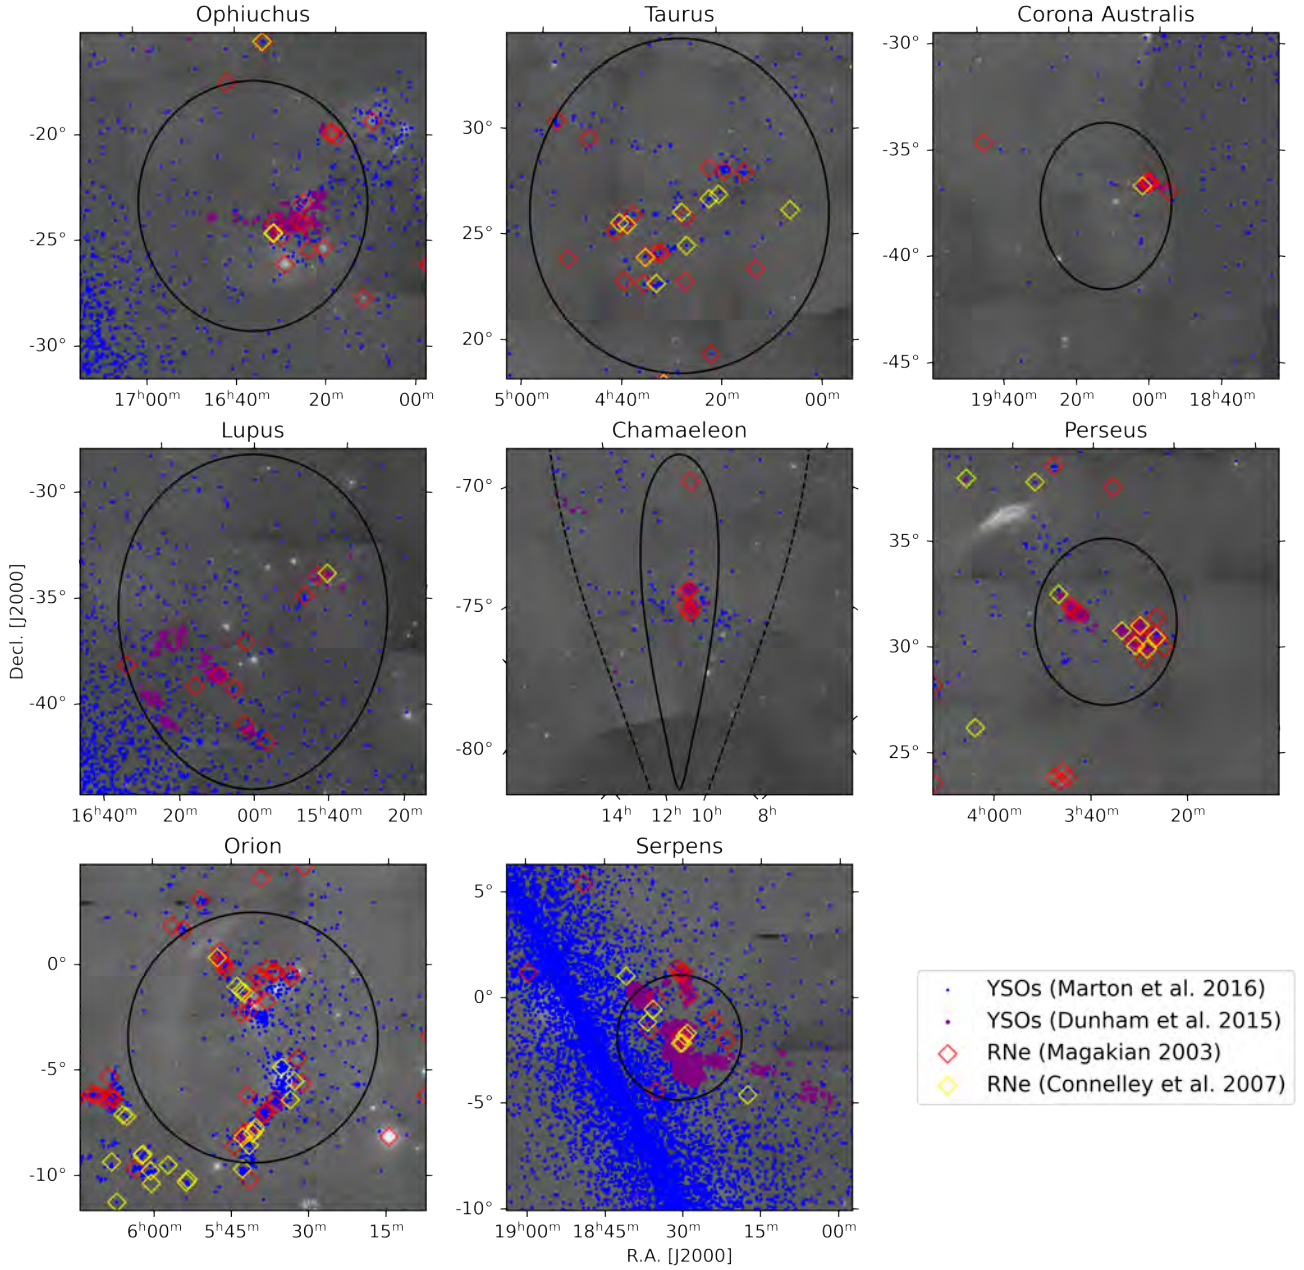 Ophiuchus
-20°
-25°
-30°
17ʰ00ᵐ 16ʰ40ᵐ 20ᵐ 00ᵐ
Taurus
30°
25°
20°
5ʰ00ᵐ 4ʰ40ᵐ 20ᵐ 00ᵐ
Corona Australis
-30°
-35°
-40°
-45°
19ʰ40ᵐ 20ᵐ 00ᵐ 18ʰ40ᵐ
Lupus
-30°
-35°
-40°
Decl. [J2000]
16ʰ40ᵐ 20ᵐ 00ᵐ 15ʰ40ᵐ 20ᵐ
Chamaeleon
-70°
-75°
-80°
14ʰ 12ʰ 10ʰ 8ʰ
Perseus
35°
30°
25°
4ʰ00ᵐ 3ʰ40ᵐ 20ᵐ
Orion
0°
-5°
-10°
6ʰ00ᵐ 5ʰ45ᵐ 30ᵐ 15ᵐ
Serpens
5°
0°
-5°
-10°
19ʰ00ᵐ 18ʰ45ᵐ 30ᵐ 15ᵐ 00ᵐ
R.A. [J2000]
YSOs (Marton et al. 2016)
YSOs (Dunham et al. 2015)
RNe (Magakian 2003)
RNe (Connelley et al. 2007)